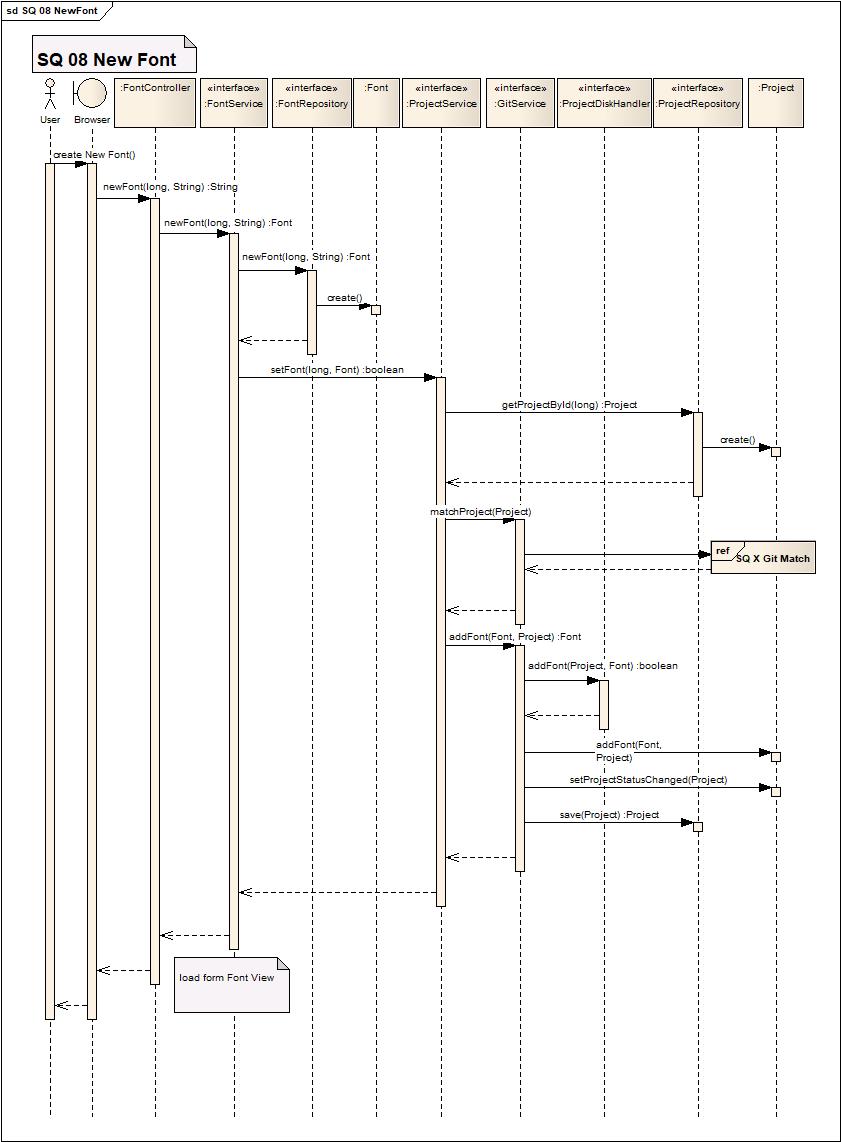 sd SQ 08 NewFont
SQ 08 New Font
User
Browser
:FontController
«interface»
:FontService
«interface»
:FontRepository
:Font
«interface»
:ProjectService
«interface»
:GitService
«interface»
:ProjectDiskHandler
«interface»
:ProjectRepository
:Project
create New Font()
newFont(long, String) :String
newFont(long, String) :Font
newFont(long, String) :Font
create()
setFont(long, Font) :boolean
getProjectById(long) :Project
create()
matchProject(Project)
ref
SQ X Git Match
addFont(Font, Project) :Font
addFont(Project, Font) :boolean
addFont(Font,
Project)
setProjectStatusChanged(Project)
save(Project) :Project
load form Font View